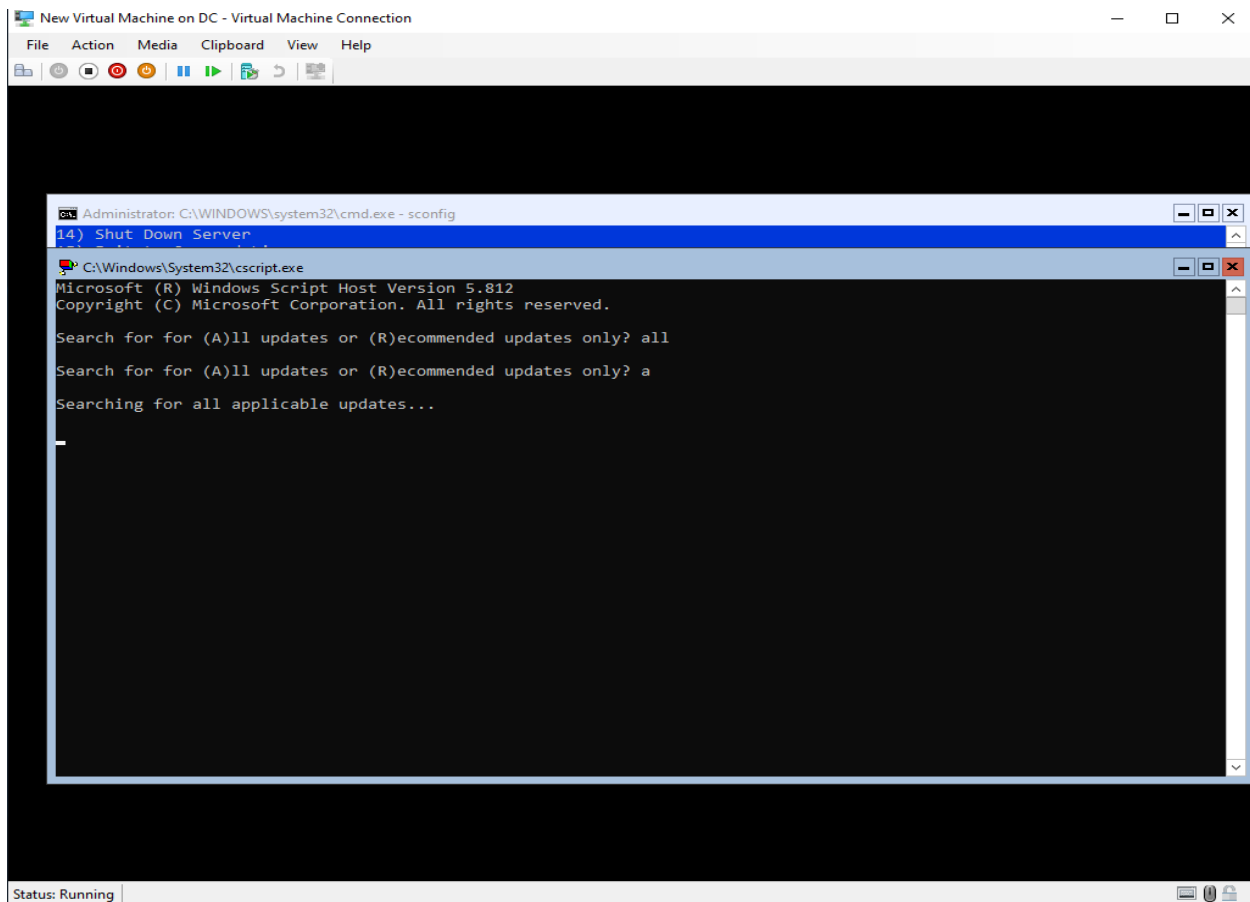 New Virtual Machine on DC - Virtual Machine Connection
File Action Media Clipboard View Help
Administrator: C:\WINDOWS\system32\cmd.exe - sconfig
14) Shut Down Server
C:\Windows\System32\cscript.exe
Microsoft (R) Windows Script Host Version 5.812
Copyright (C) Microsoft Corporation. All rights reserved.
Search for for (A)ll updates or (R)ecommended updates only? all
Search for for (A)ll updates or (R)ecommended updates only? a
Searching for all applicable updates...
Status: Running